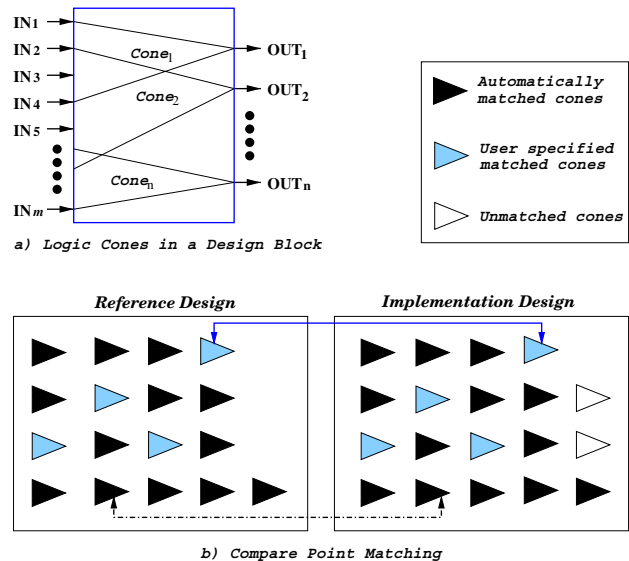 IN1
IN2
IN3
IN4
IN5
INm
Cone1
Cone2
Conen
OUT1
OUT2
OUTn
a) Logic Cones in a Design Block
Automatically
matched cones
User specified
matched cones
Unmatched cones
Reference Design
Implementation Design
b) Compare Point Matching